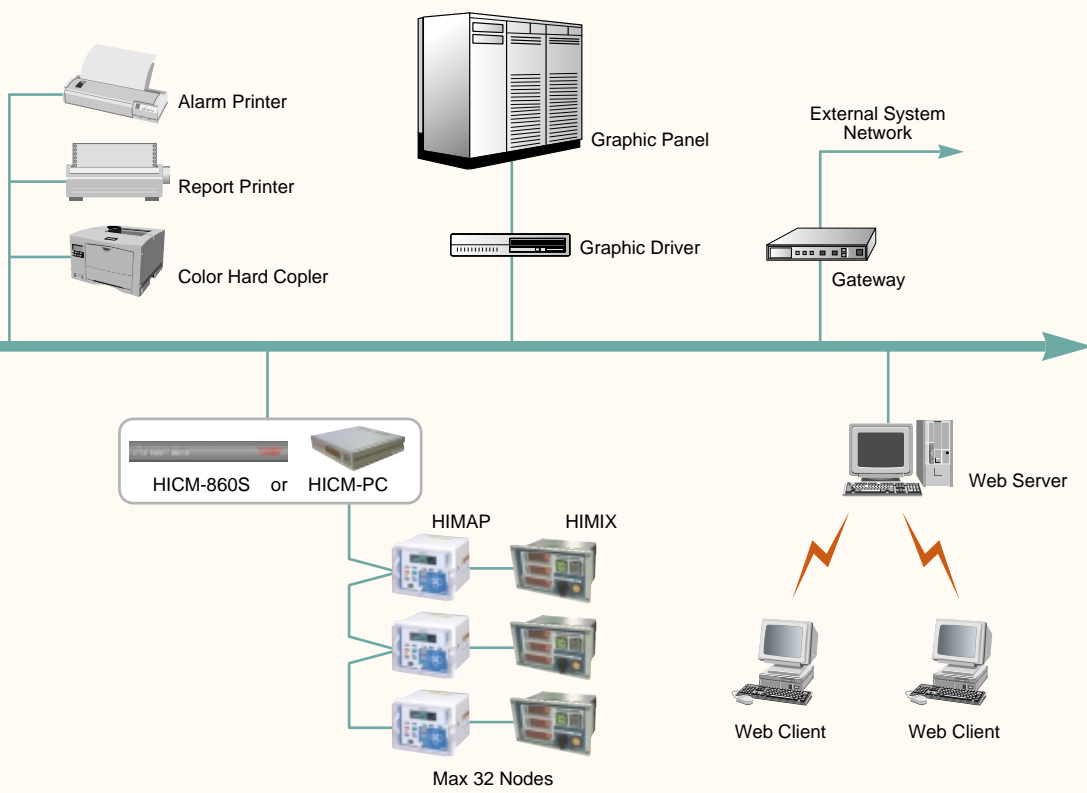 Alarm Printer
Report Printer
Color Hard Copler
Graphic Panel
Graphic Driver
External System
Network
Gateway
HICM-860S or HICM-PC
HIMAP HIMIX
Max 32 Nodes
Web Server
Web Client Web Client